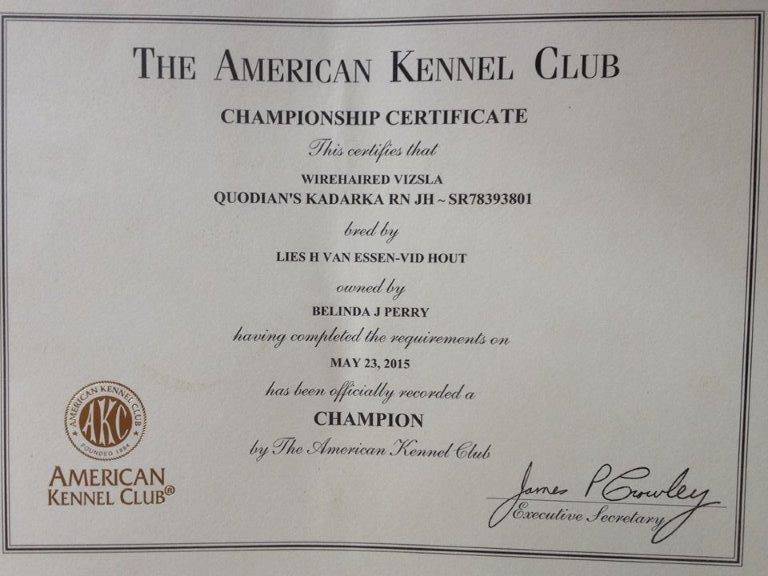 THE AMERICAN KENNEL CLUB
CHAMPIONSHIP CERTIFICATE
This certifies that
WIREHAIRED VIZSLA
QUODIAN'S KADARKA RN JH ~ SR78393801
bred by
LIES H VAN ESSEN-VID HOUT
owned by
BELINDA J PERRY
having completed the requirements on
MAY 23, 2015
has been officially recorded a
CHAMPION
by The American Kennel Club
AMERICAN KENNEL CLUB
AKC
FOUNDED 1884
AMERICAN
KENNEL CLUB®
James P Crowley
Executive Secretary